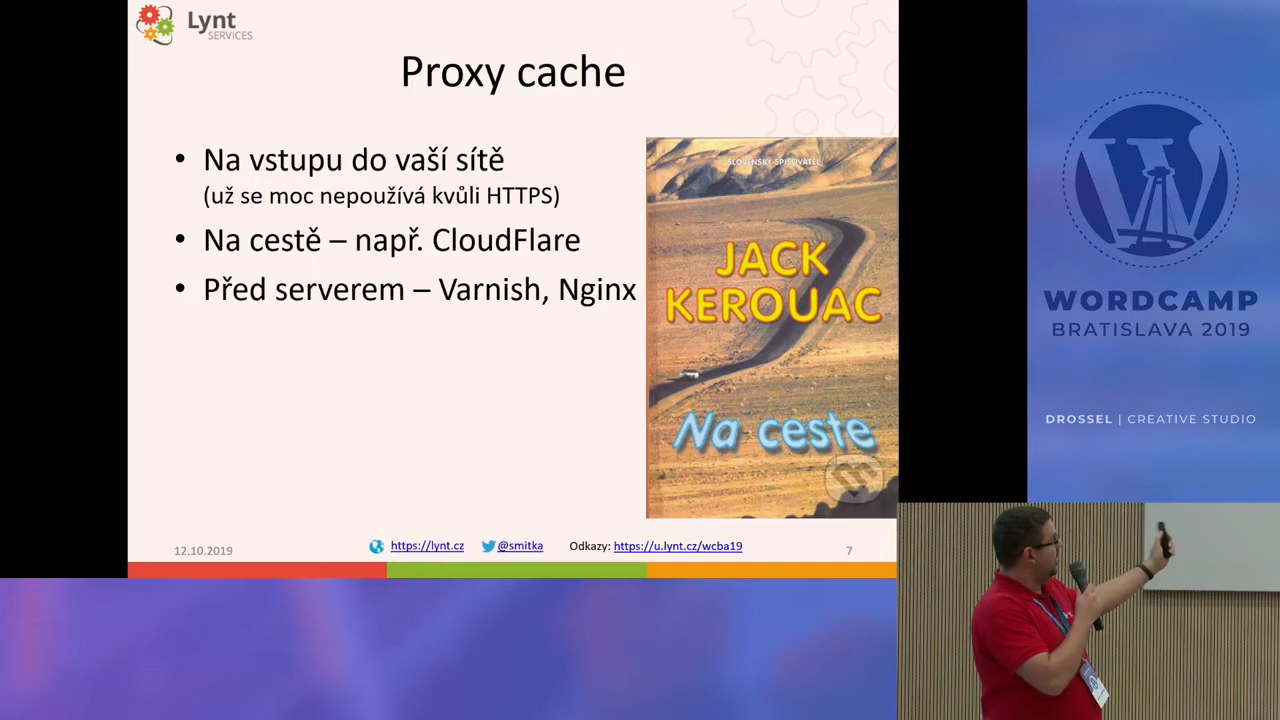 Lynt
SERVICES
Proxy cache
• Na vstupu do vaší sítě
(už se moc nepoužívá kvůli HTTPS)
• Na cestě – např. CloudFlare
• Před serverem – Varnish, Nginx
SLOVENSKÝ SPISOVATEĽ
JACK
KEROUAC
Na ceste
12.10.2019
https://lynt.cz
@smitka
Odkazy: https://u.lynt.cz/wcba19
7
WORDCAMP
BRATISLAVA 2019
DROSSEL | CREATIVE STUDIO